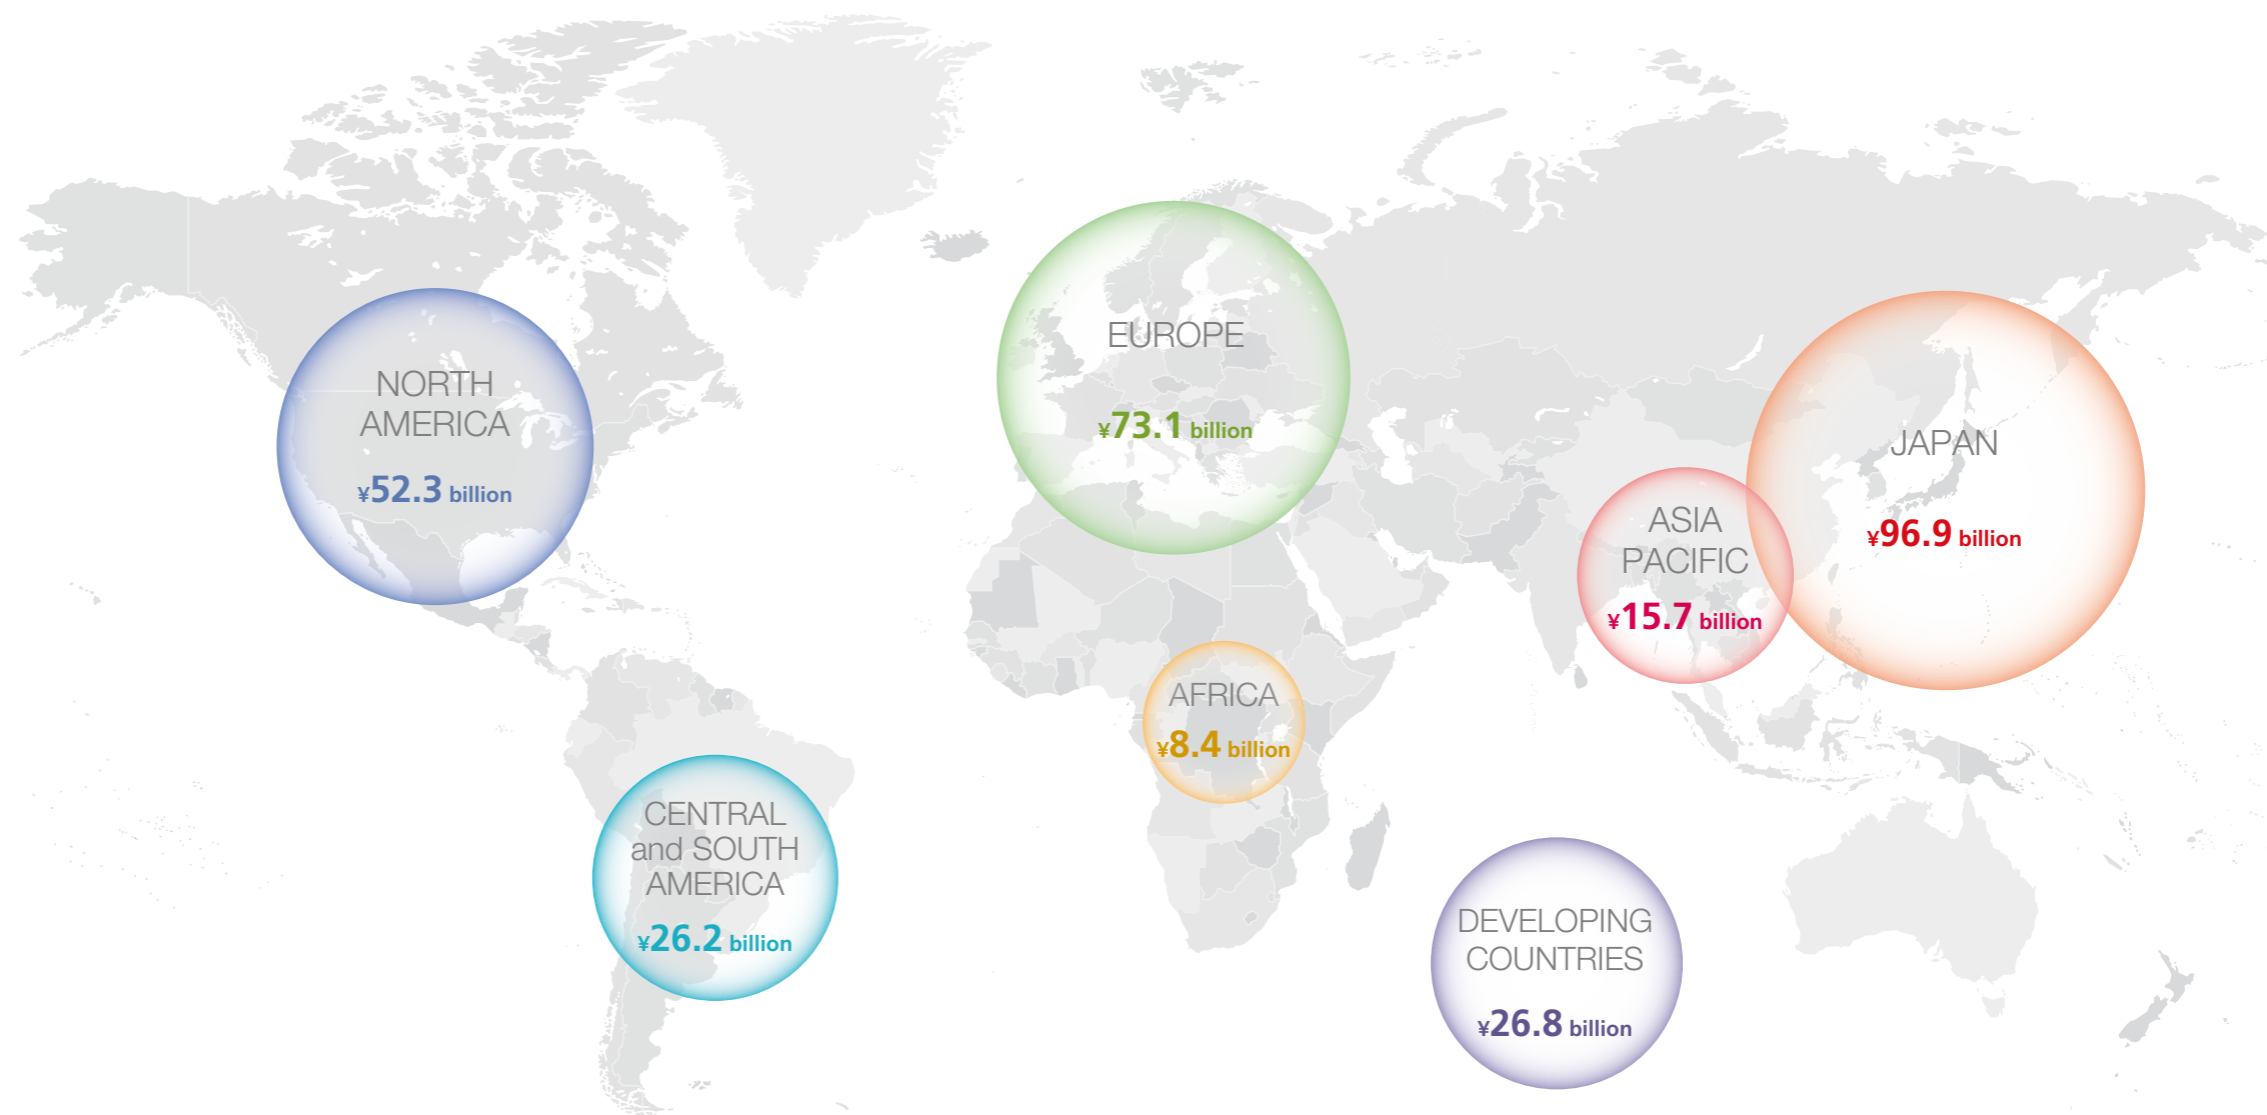 NORTH
AMERICA
¥52.3 billion
EUROPE
¥73.1 billion
JAPAN
¥96.9 billion
ASIA
PACIFIC
¥15.7 billion
AFRICA
¥8.4 billion
CENTRAL
and SOUTH
AMERICA
¥26.2 billion
DEVELOPING
COUNTRIES
¥26.8 billion